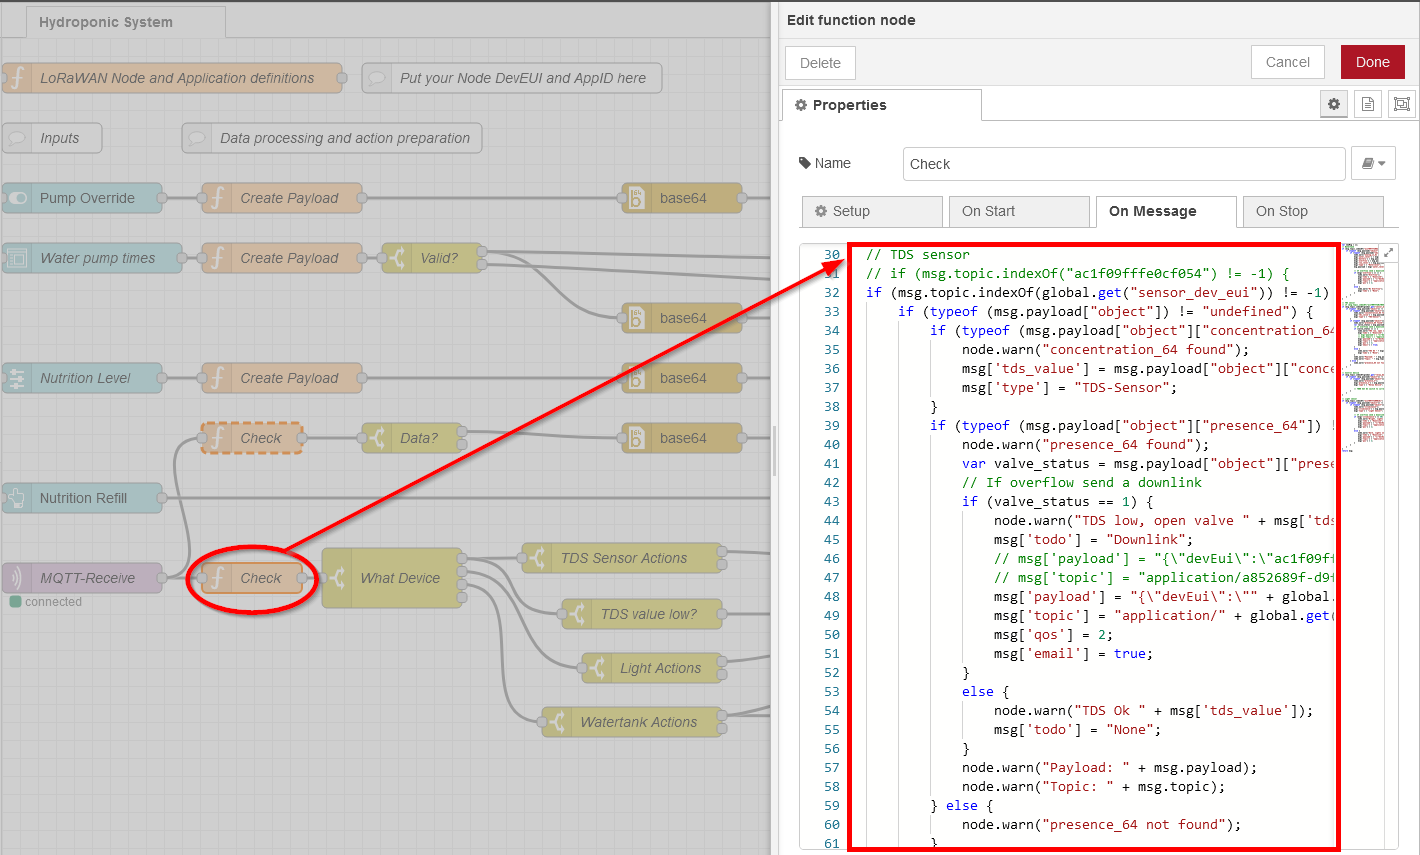 Hydroponic System
LoRaWAN Node and Application definitions
Put your Node DevEUI and AppID here
Inputs
Data processing and action preparation
Pump Override
Create Payload
base64
Water pump times
Create Payload
Valid?
base64
Nutrition Level
Create Payload
base64
Check
Data?
base64
Nutrition Refill
MQTT-Receive
connected
Check
What Device
TDS Sensor Actions
TDS value low?
Light Actions
Watertank Actions
Edit function node
Delete
Cancel
Done
Properties
Name
Check
Setup
On Start
On Message
On Stop
30 // TDS sensor
31 // if (msg.topic.indexOf("ac1f09fffe0cf054") != -1) {
32 if (msg.topic.indexOf(global.get("sensor_dev_eui")) != -1)
33 if (typeof (msg.payload["object"]) != "undefined") {
34 if (typeof (msg.payload["object"]["concentration_64
35 node.warn("concentration_64 found");
36 msg['tds_value'] = msg.payload["object"]["conce
37 msg['type'] = "TDS-Sensor";
38 }
39 if (typeof (msg.payload["object"]["presence_64"]) !
40 node.warn("presence_64 found");
41 var valve_status = msg.payload["object"]["prese
42 // If overflow send a downlink
43 if (valve_status == 1) {
44 node.warn("TDS low, open valve " + msg['tds
45 msg['todo'] = "Downlink";
46 // msg['payload'] = "{\"devEui\":\"ac1f09ff
47 // msg['topic'] = "application/a852689f-d9f
48 msg['payload'] = "{\"devEui\":\"" + global.
49 msg['topic'] = "application/" + global.get(
50 msg['qos'] = 2;
51 msg['email'] = true;
52 }
53 else {
54 node.warn("TDS Ok " + msg['tds_value']);
55 msg['todo'] = "None";
56 }
57 node.warn("Payload: " + msg.payload);
58 node.warn("Topic: " + msg.topic);
59 } else {
60 node.warn("presence_64 not found");
61 }